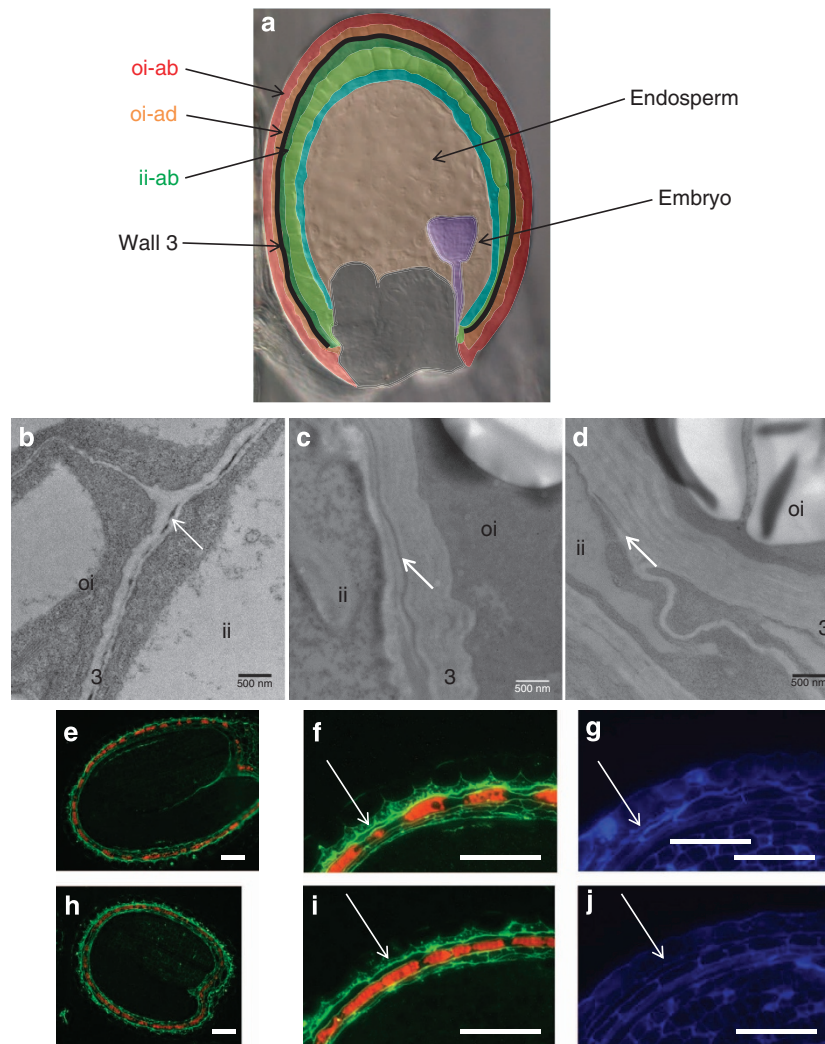 a
oi-ab
oi-ad
ii-ab
Wall 3
Endosperm
Embryo
b
oi
ii
3
500 nm
c
oi
ii
3
500 nm
d
oi
ii
3
500 nm
e
f
g
h
i
j